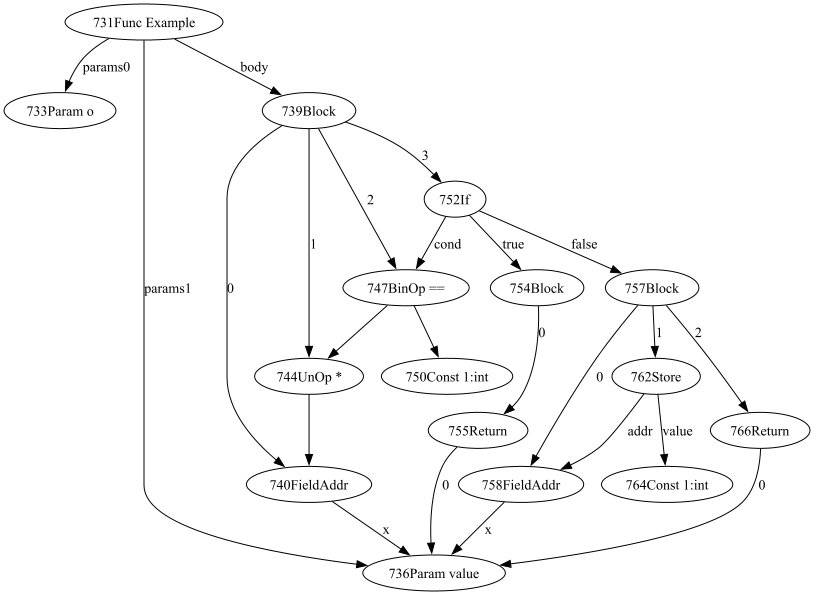 731Func Example
params0
body
733Param o
739Block
3
752If
2
1
cond
true
false
params1
0
747BinOp ==
754Block
757Block
0
1
2
744UnOp *
750Const 1:int
0
762Store
755Return
addr
value
766Return
740FieldAddr
0
758FieldAddr
764Const 1:int
0
x
x
736Param value